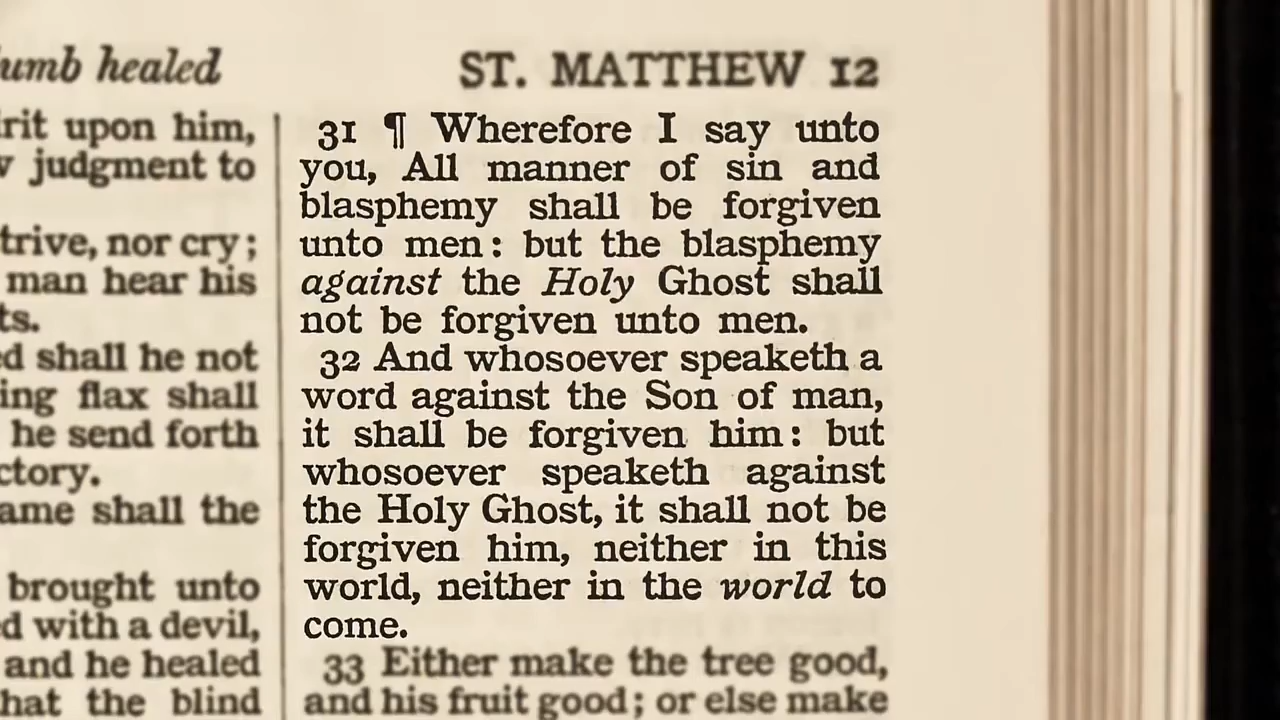 umb healed
ST. MATTHEW 12
rit upon him,
judgment to
trive, nor cry;
man hear his
ts.
d shall he not
ing flax shall
he send forth
ctory.
ame shall the
brought unto
d with a devil,
and he healed
hat the blind
31 ¶ Wherefore I say unto
you, All manner of sin and
blasphemy shall be forgiven
unto men: but the blasphemy
against the Holy Ghost shall
not be forgiven unto men.
32 And whosoever speaketh a
word against the Son of man,
it shall be forgiven him: but
whosoever speaketh against
the Holy Ghost, it shall not be
forgiven him, neither in this
world, neither in the world to
come.
33 Either make the tree good,
and his fruit good; or else make